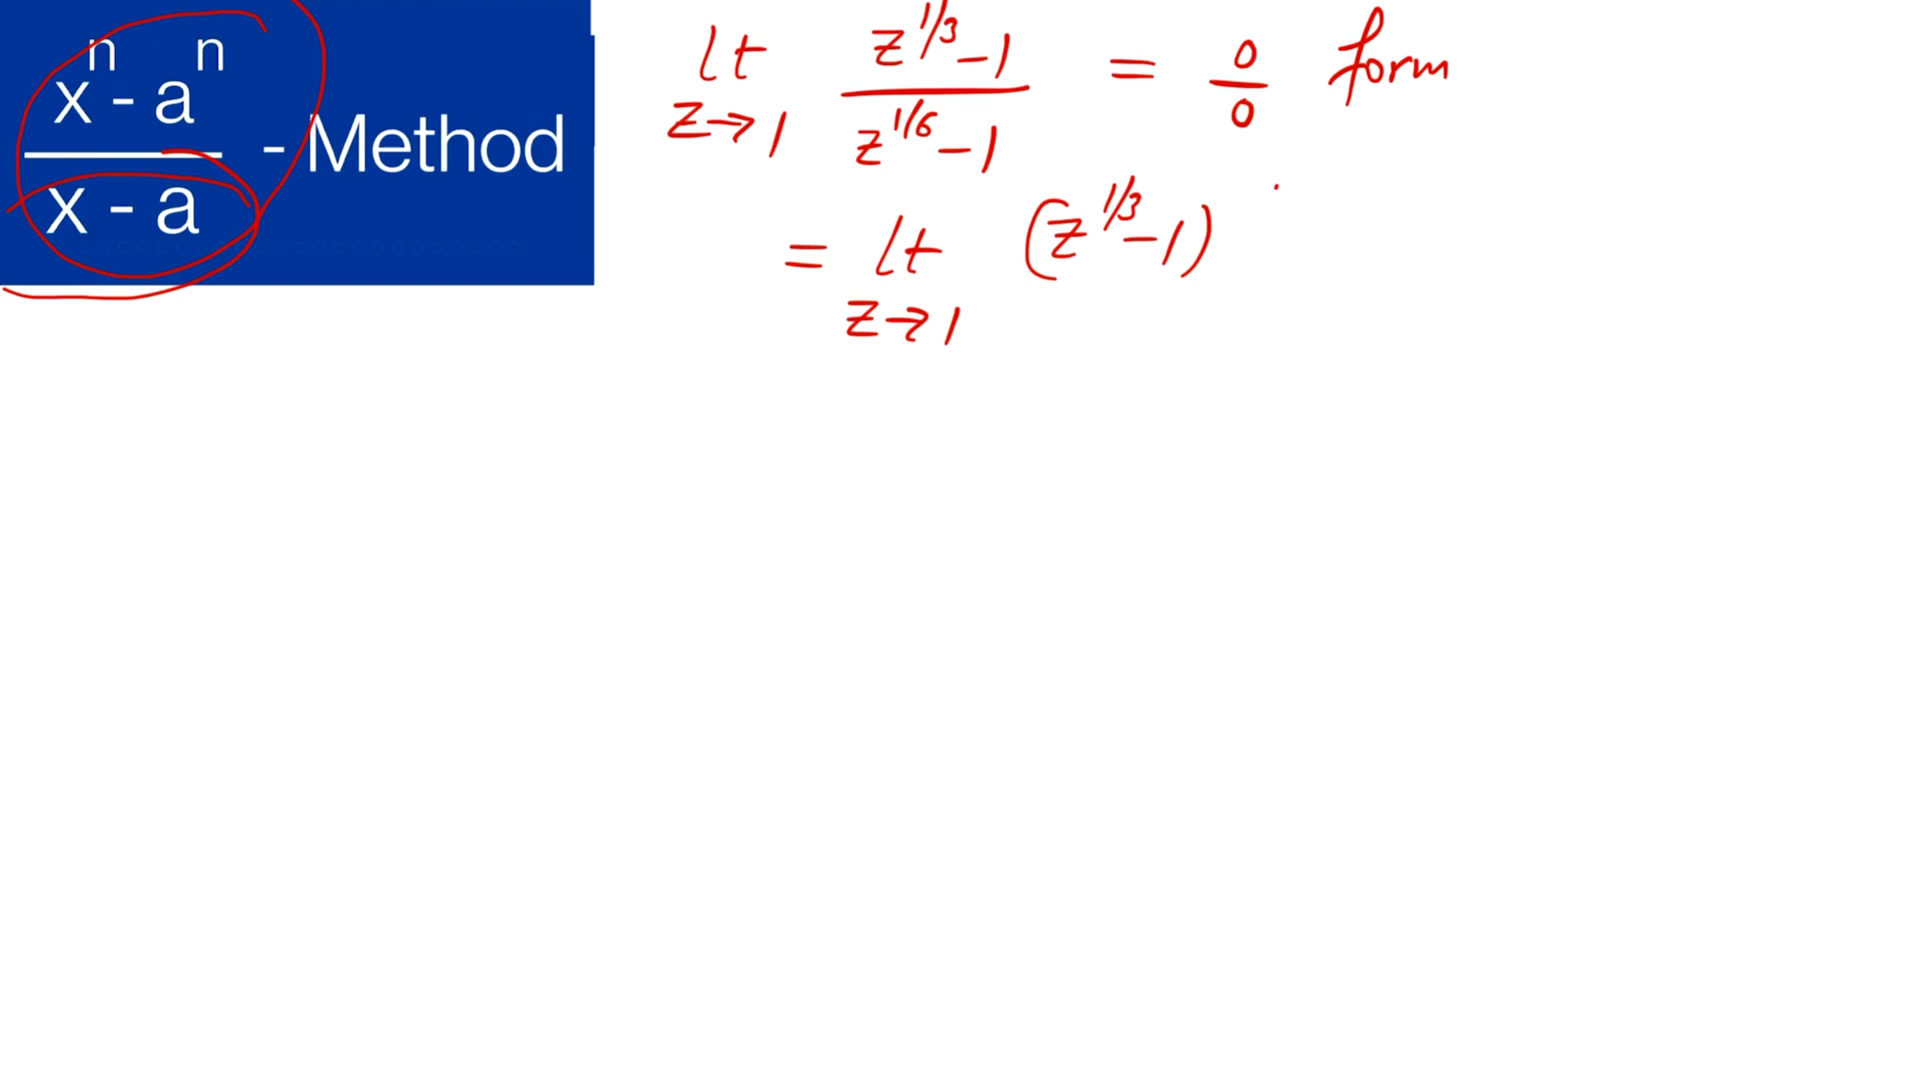 xⁿ - aⁿ
x - a
- Method
lt z→1 z^1/3 - 1 / z^1/6 - 1 = 0/0 form
= lt z→1 (z^1/3 - 1)